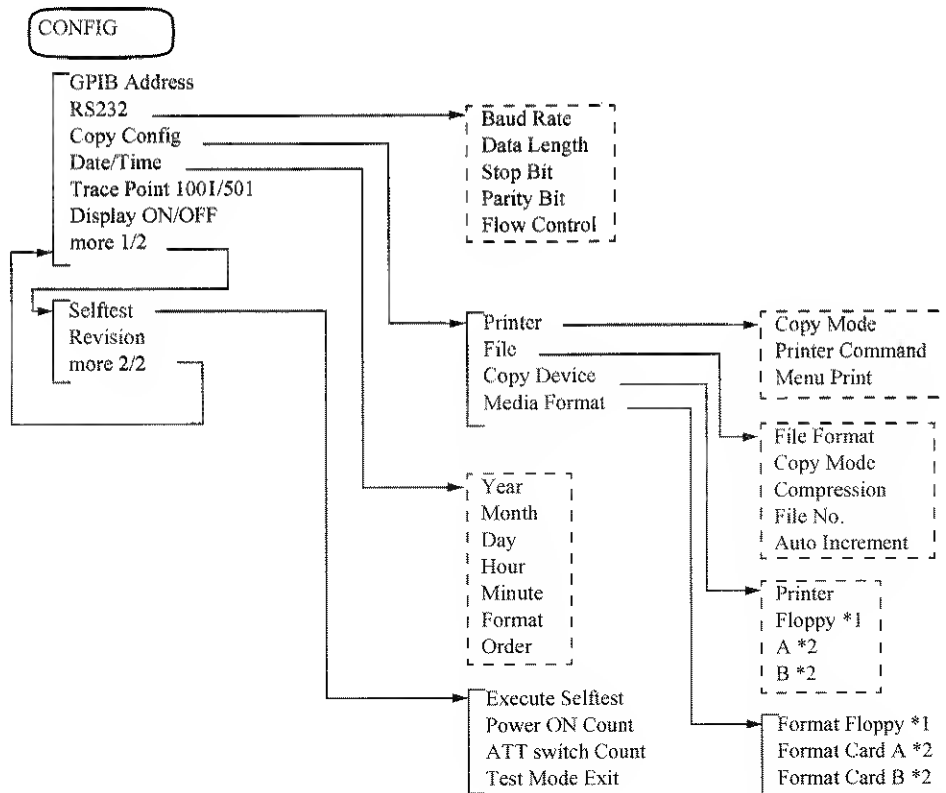 CONFIG
GPIB Address
RS232
Copy Config
Date/Time
Trace Point 1001/501
Display ON/OFF
more 1/2
Selftest
Revision
more 2/2
Baud Rate
Data Length
Stop Bit
Parity Bit
Flow Control
Printer
File
Copy Device
Media Format
Copy Mode
Printer Command
Menu Print
File Format
Copy Mode
Compression
File No.
Auto Increment
Printer
Floppy *1
A *2
B *2
Format Floppy *1
Format Card A *2
Format Card B *2
Year
Month
Day
Hour
Minute
Format
Order
Execute Selftest
Power ON Count
ATT switch Count
Test Mode Exit